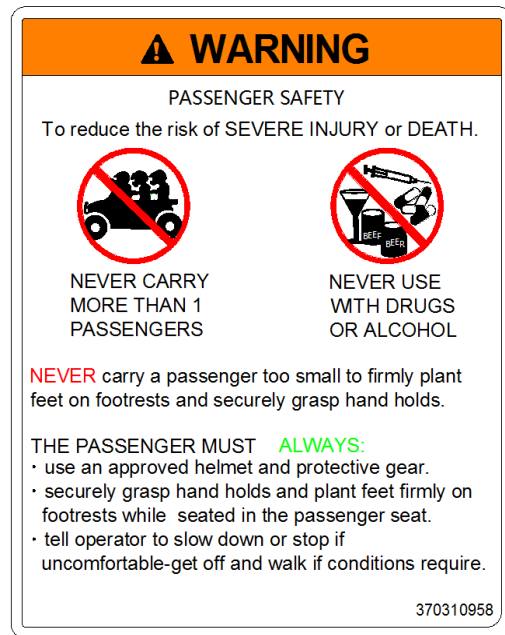 WARNING
PASSENGER SAFETY
To reduce the risk of SEVERE INJURY or DEATH.
BEEF
BEER
NEVER CARRY
MORE THAN 1
PASSENGERS
NEVER USE
WITH DRUGS
OR ALCOHOL
NEVER carry a passenger too small to firmly plant
feet on footrests and securely grasp hand holds.
THE PASSENGER MUST ALWAYS:
· use an approved helmet and protective gear.
· securely grasp hand holds and plant feet firmly on
footrests while seated in the passenger seat.
· tell operator to slow down or stop if
uncomfortable-get off and walk if conditions require.
370310958